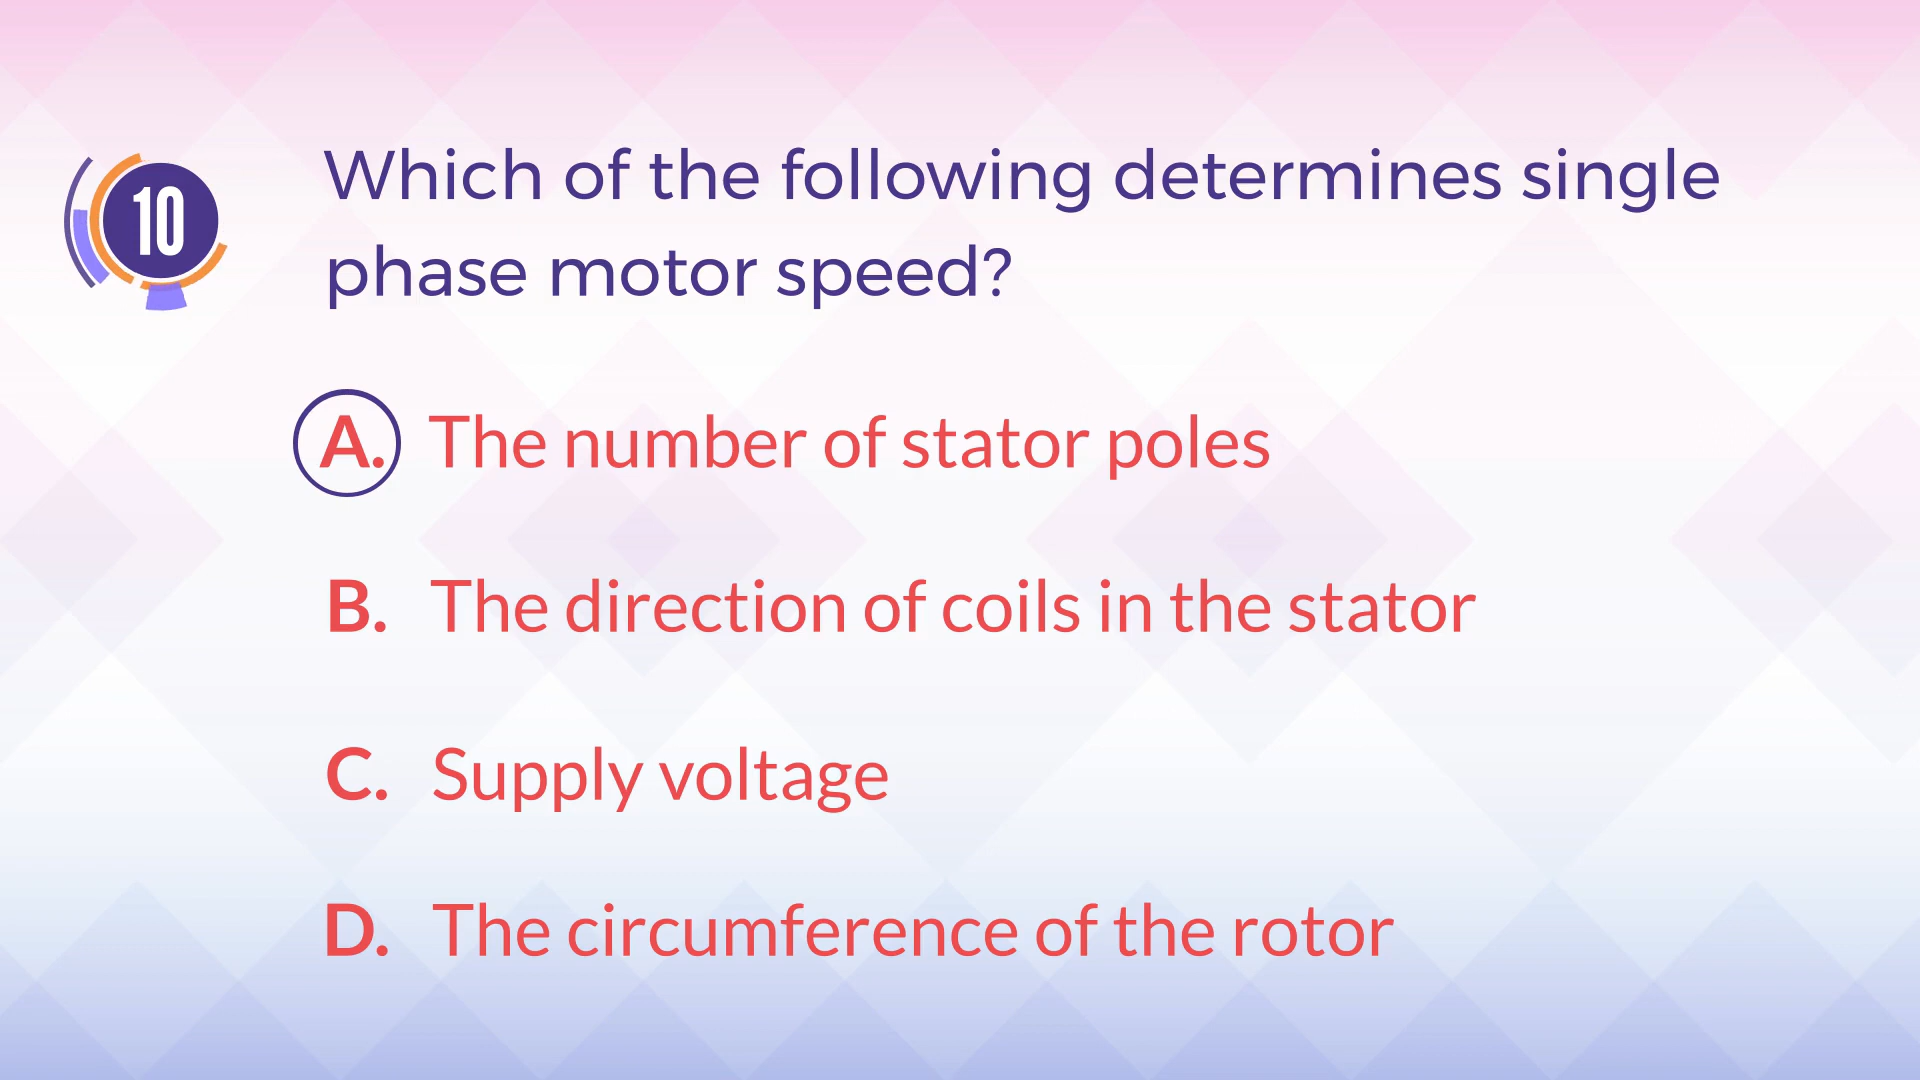 10
Which of the following determines single
phase motor speed?
A. The number of stator poles
B. The direction of coils in the stator
C. Supply voltage
D. The circumference of the rotor